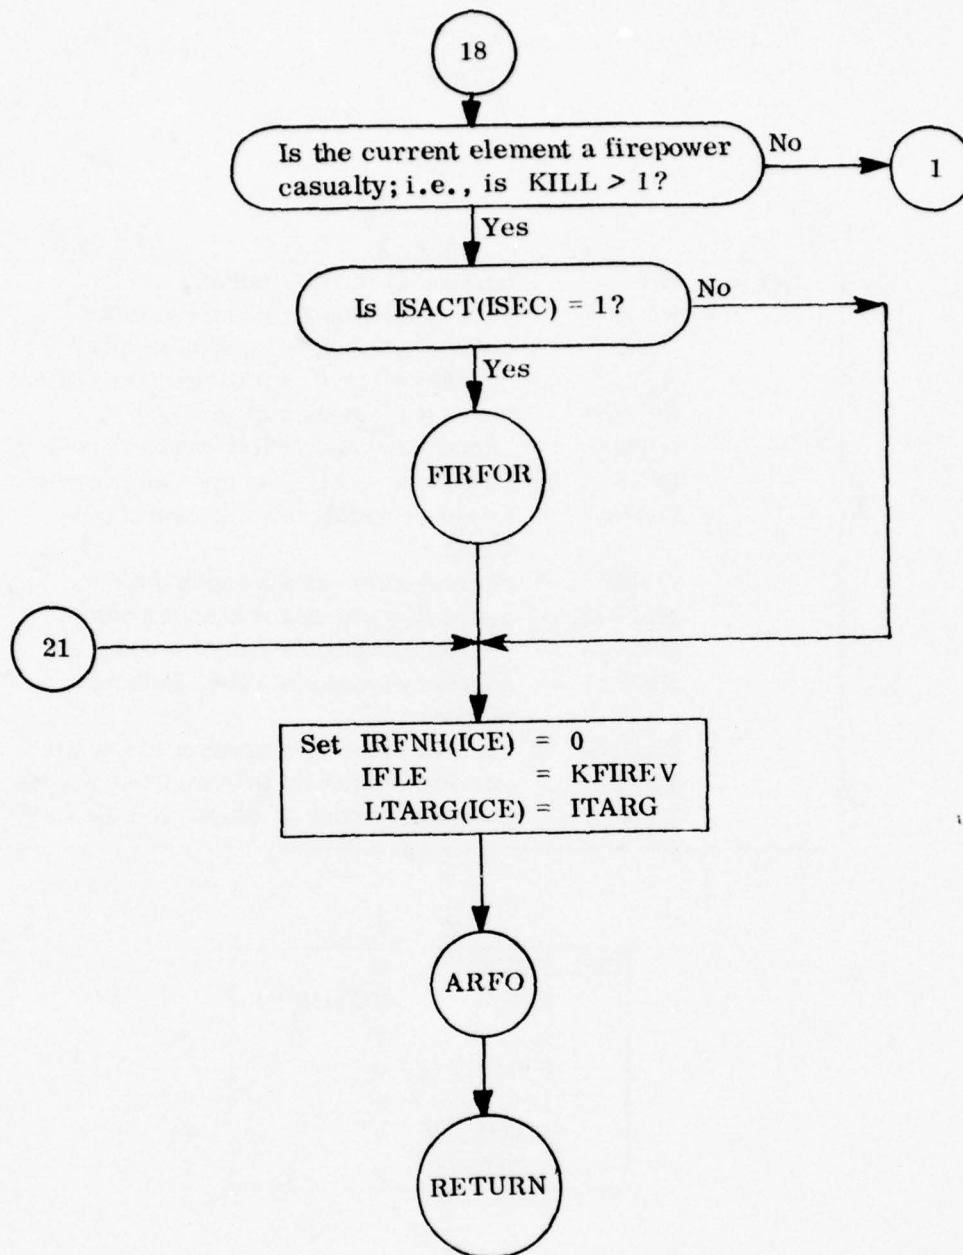 18
Is the current element a firepower
casualty; i.e., is KILL > 1?
No
1
Yes
Is ISACT(ISEC) = 1?
No
Yes
FIRFOR
21
Set IRFNH(ICE) = 0
IFLE = KFIREV
LTARG(ICE) = ITARG
ARFO
RETURN